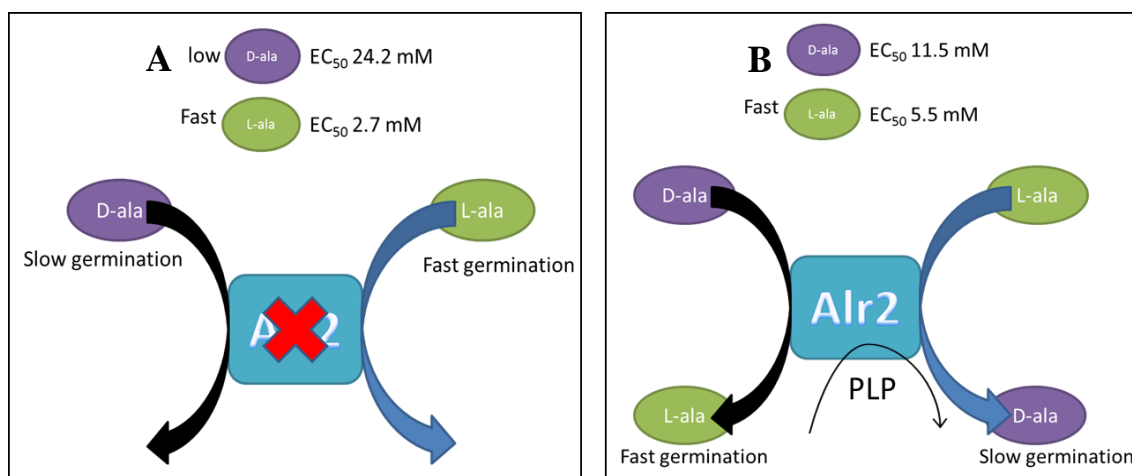 A
low
D-ala
EC50 24.2 mM
Fast
L-ala
EC50 2.7 mM
D-ala
L-ala
Slow germination
Fast germination
B
D-ala
EC50 11.5 mM
Fast
L-ala
EC50 5.5 mM
D-ala
L-ala
Alr2
PLP
L-ala
D-ala
Fast germination
Slow germination